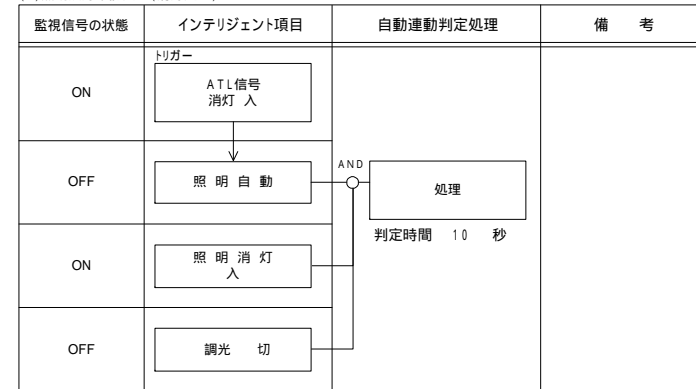 監視信号の状態 インテリジェント項目 自動連動判定処理 備 考
トリガー
ON ATL信号
消灯 入
OFF 照 明 自 動 AND 処理
判定時間 10 秒
ON 照 明 消 灯
入
OFF 調光 切